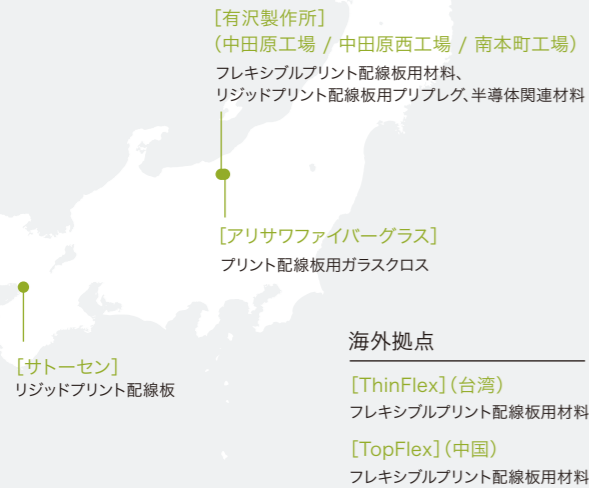 ［有沢製作所］
（中田原工場 / 中田原西工場 / 南本町工場）
フレキシブルプリント配線板用材料、
リジッドプリント配線板用プリプレグ、半導体関連材料
［アリサワファイバーグラス］
プリント配線板用ガラスクロス
［サトーセン］
リジッドプリント配線板
海外拠点
［ThinFlex］（台湾）
フレキシブルプリント配線板用材料
［TopFlex］（中国）
フレキシブルプリント配線板用材料